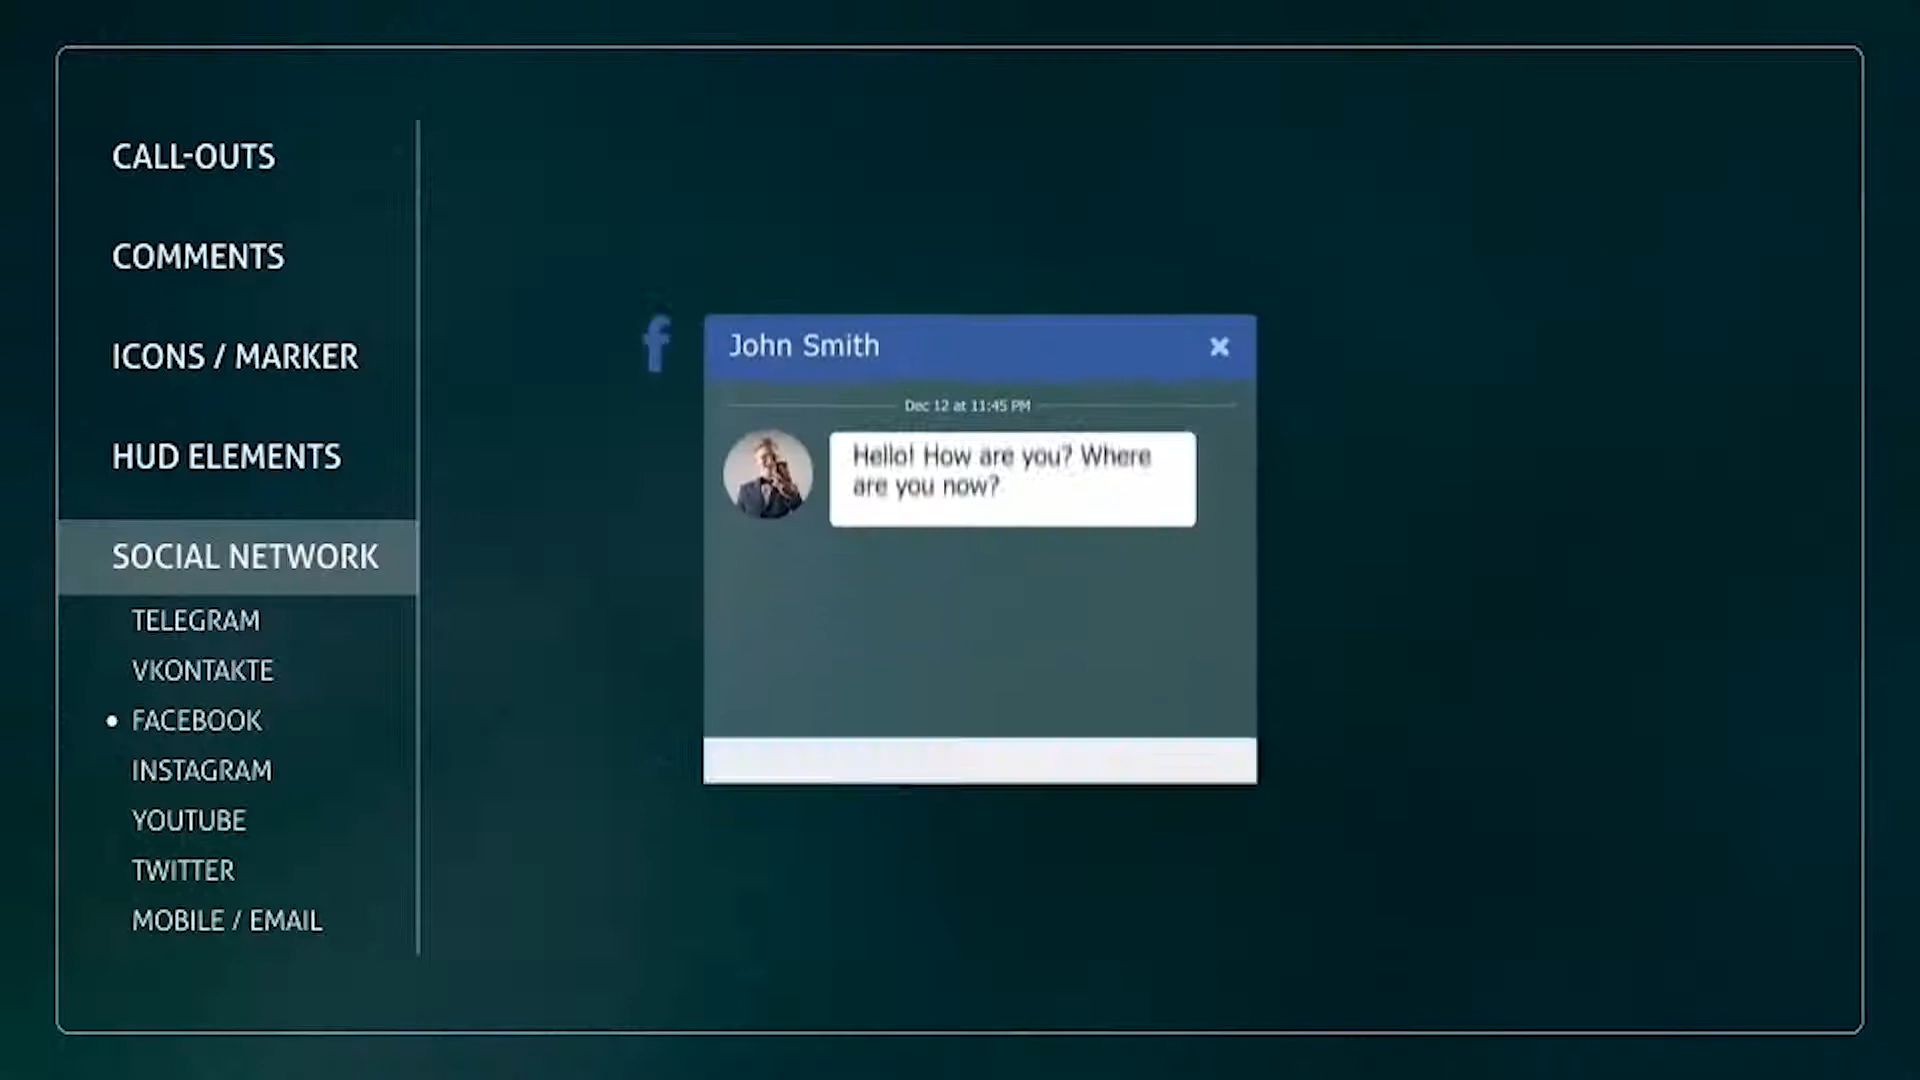 CALL-OUTS
COMMENTS
ICONS / MARKER
HUD ELEMENTS
SOCIAL NETWORK
TELEGRAM
VKONTAKTE
• FACEBOOK
INSTAGRAM
YOUTUBE
TWITTER
MOBILE / EMAIL
f
John Smith
Dec 12 at 11:45 PM
Hello! How are you? Where
are you now?